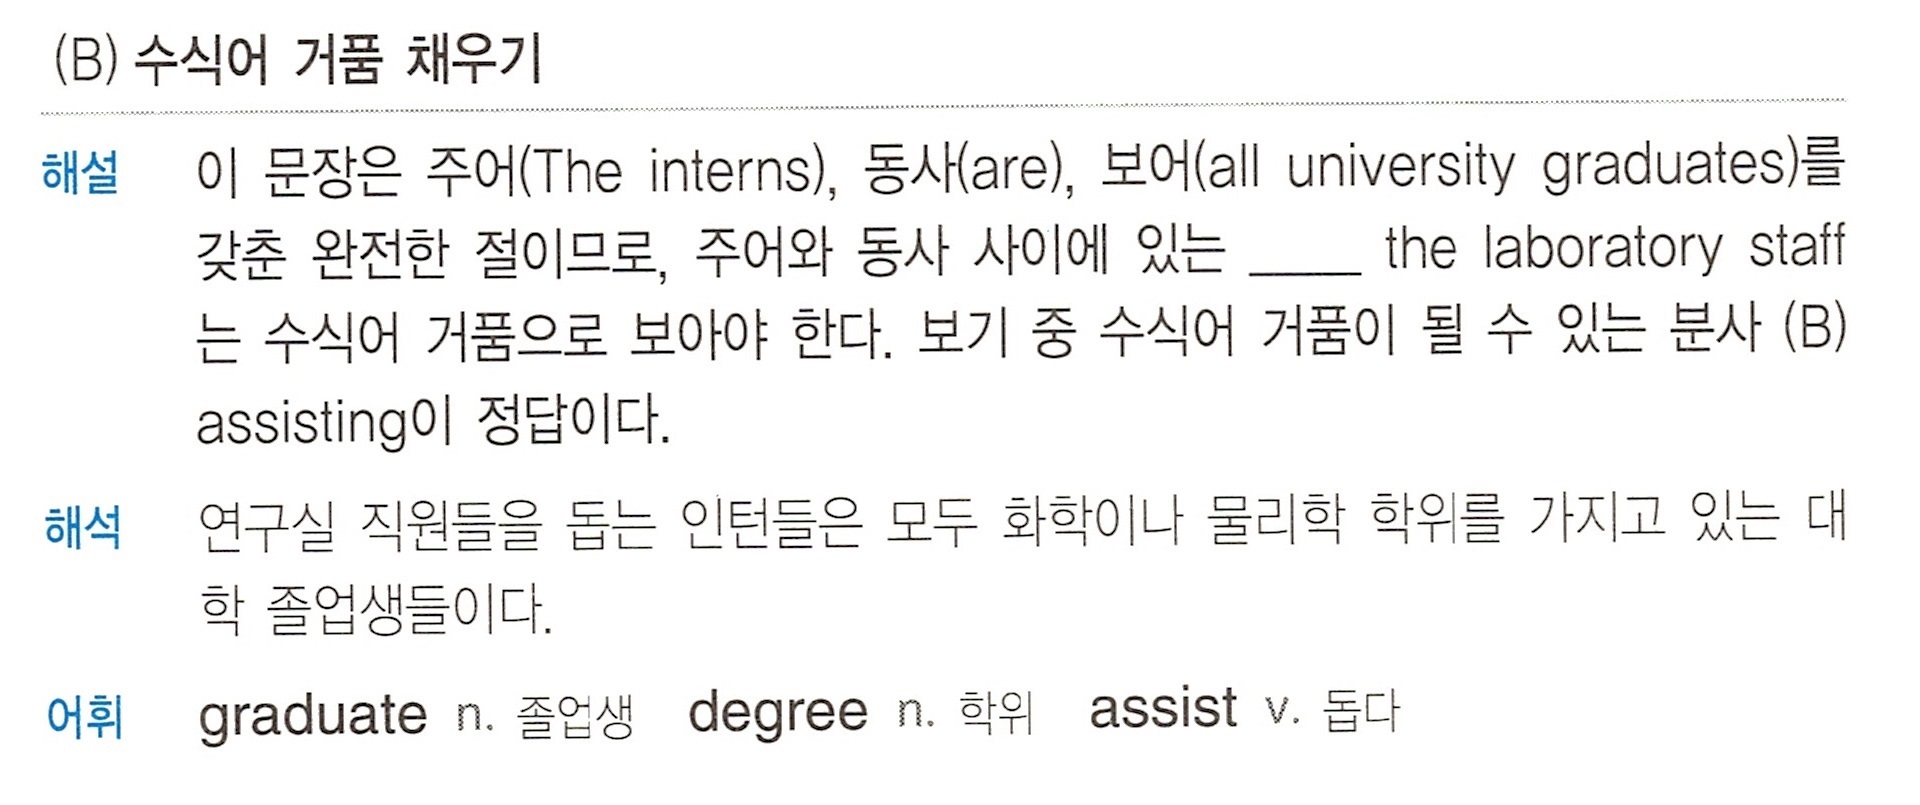 (B) 수식어 거품 채우기
해설 이 문장은 주어(The interns), 동사(are), 보어(all university graduates)를
갖춘 완전한 절이므로, 주어와 동사 사이에 있는 ____ the laboratory staff
는 수식어 거품으로 보아야 한다. 보기 중 수식어 거품이 될 수 있는 분사 (B)
assisting이 정답이다.
해석 연구실 직원들을 돕는 인턴들은 모두 화학이나 물리학 학위를 가지고 있는 대
학 졸업생들이다.
어휘 graduate n. 졸업생 degree n. 학위 assist v. 돕다